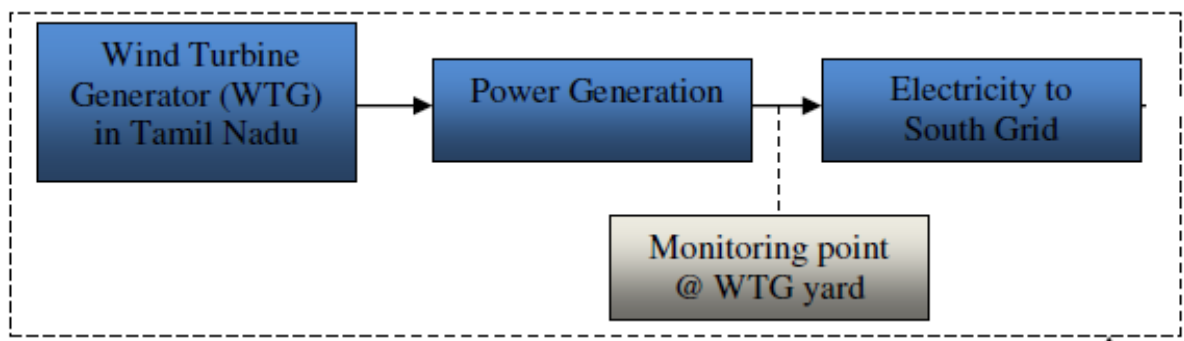 Wind Turbine
Generator (WTG)
in Tamil Nadu
Power Generation
Electricity to
South Grid
Monitoring point
@ WTG yard